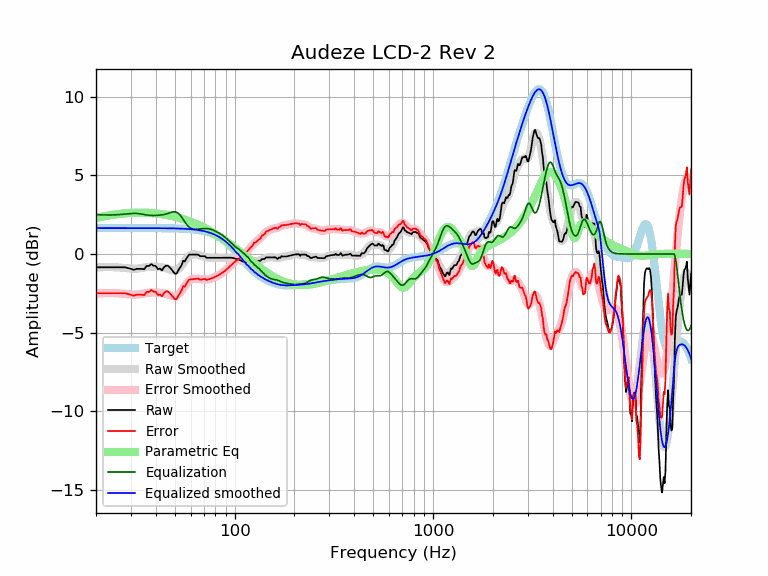 Audeze LCD-2 Rev 2
Amplitude (dBr)
10
5
0
−5
−10
−15
Target
Raw Smoothed
Error Smoothed
Raw
Error
Parametric Eq
Equalization
Equalized smoothed
100
1000
10000
Frequency (Hz)